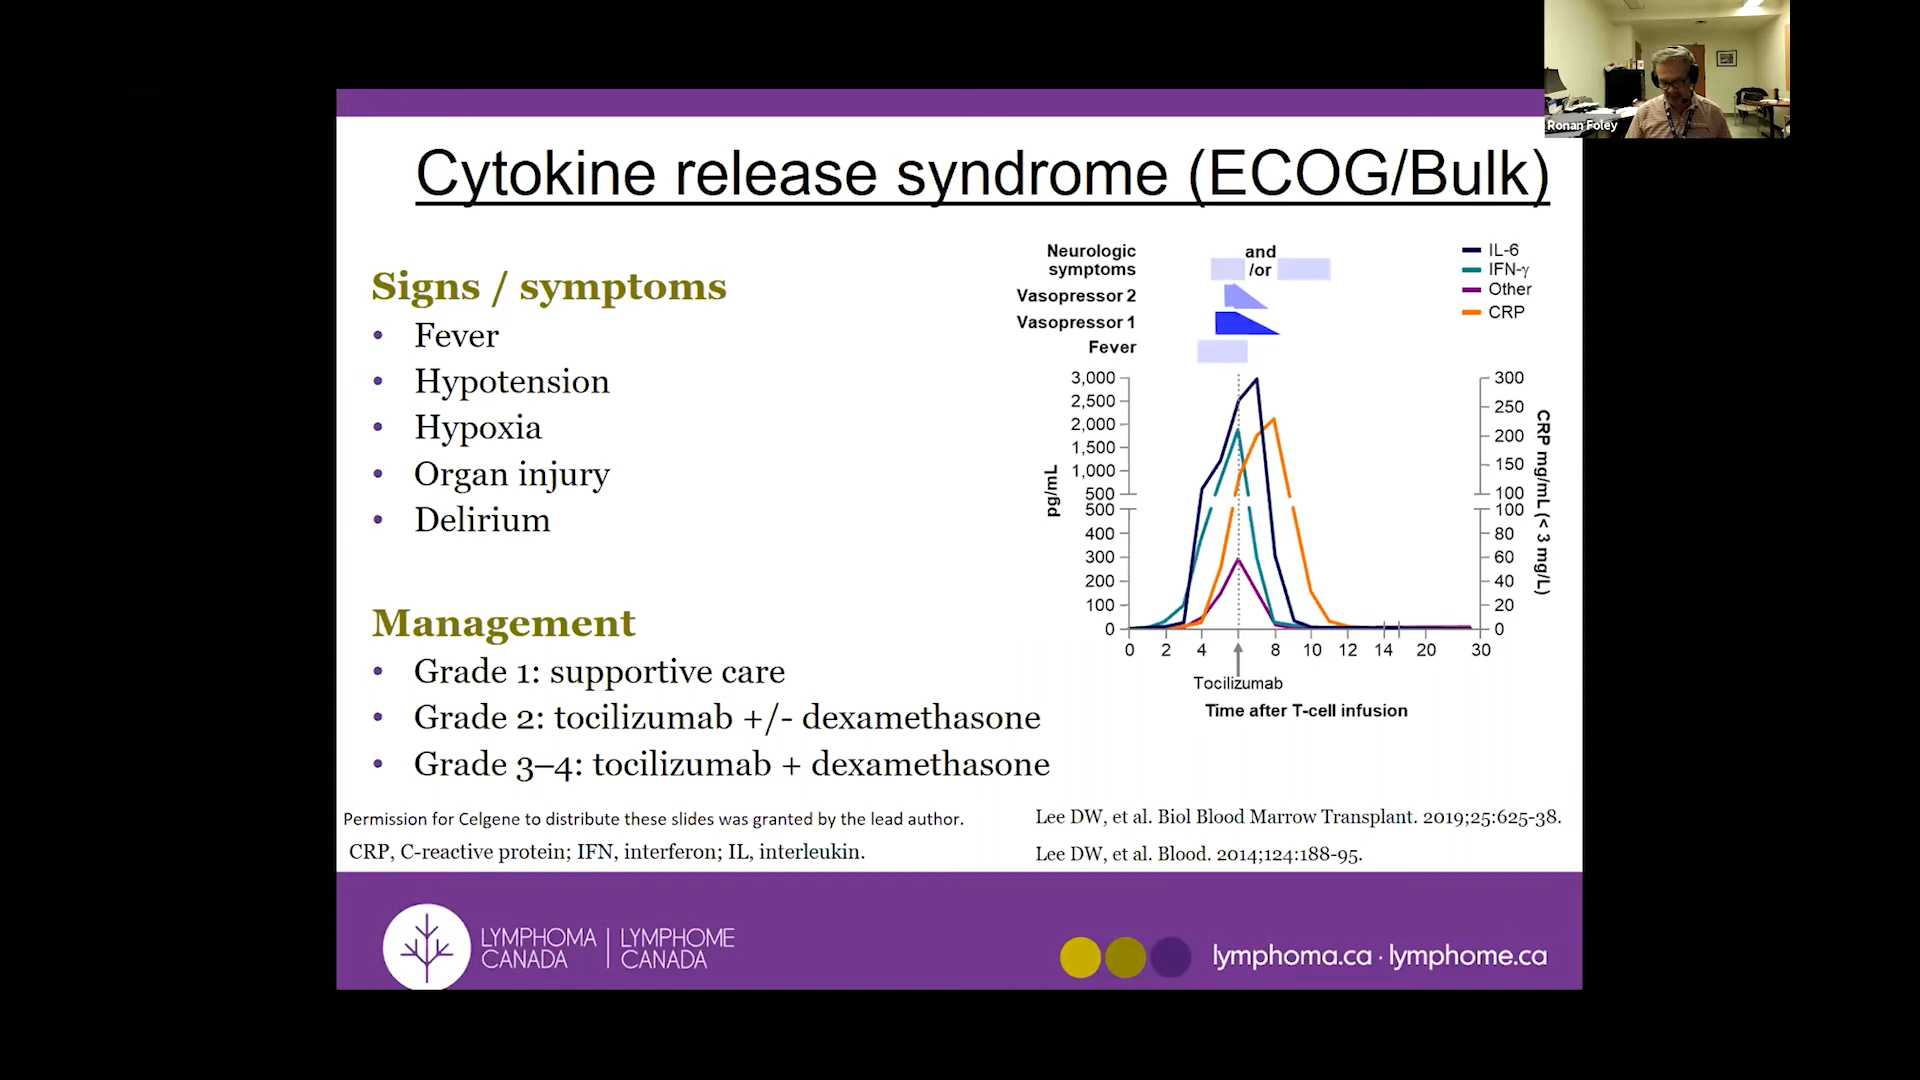 Ronan Foley
Cytokine release syndrome (ECOG/Bulk)
Signs / symptoms
• Fever
• Hypotension
• Hypoxia
• Organ injury
• Delirium
Management
• Grade 1: supportive care
• Grade 2: tocilizumab +/- dexamethasone
• Grade 3–4: tocilizumab + dexamethasone
Neurologic
symptoms
and
/or
Vasopressor 2
Vasopressor 1
Fever
IL-6
IFN-γ
Other
CRP
3,000
2,500
2,000
1,500
1,000
500
500
400
300
200
100
0
pg/mL
300
250
200
150
100
100
80
60
40
20
0
CRP mg/mL (< 3 mg/L)
0 2 4 8 10 12 14 20 30
Tocilizumab
Time after T-cell infusion
Permission for Celgene to distribute these slides was granted by the lead author.
CRP, C-reactive protein; IFN, interferon; IL, interleukin.
Lee DW, et al. Biol Blood Marrow Transplant. 2019;25:625-38.
Lee DW, et al. Blood. 2014;124:188-95.
LYMPHOMA
CANADA
LYMPHOME
CANADA
lymphoma.ca · lymphome.ca